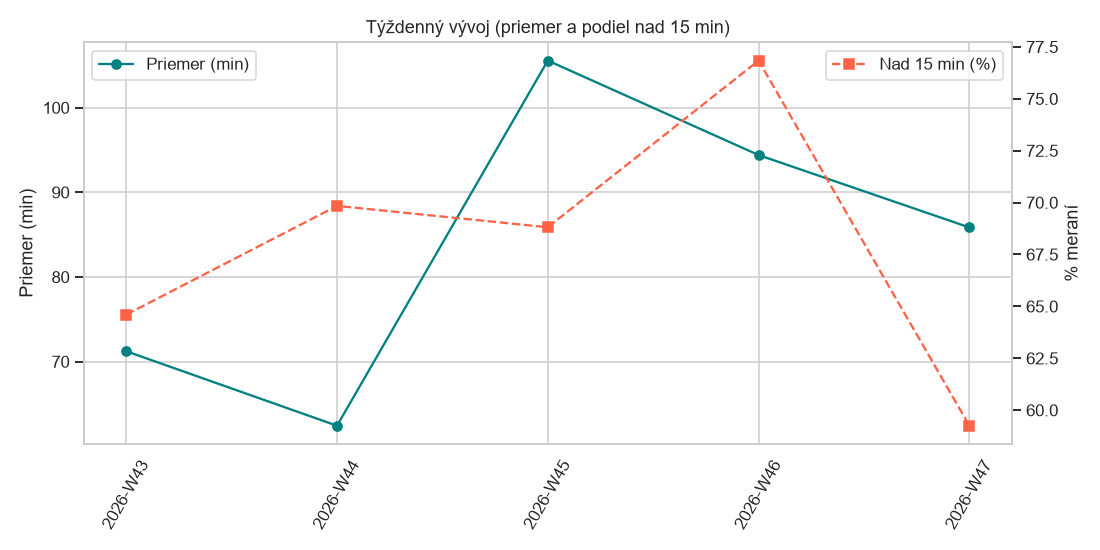 Týždenný vývoj (priemer a podiel nad 15 min)
Priemer (min)
Nad 15 min (%)
Priemer (min)
100
90
80
70
77.5
75.0
72.5
70.0
67.5
65.0
62.5
60.0
% meraní
2026-W43
2026-W44
2026-W45
2026-W46
2026-W47